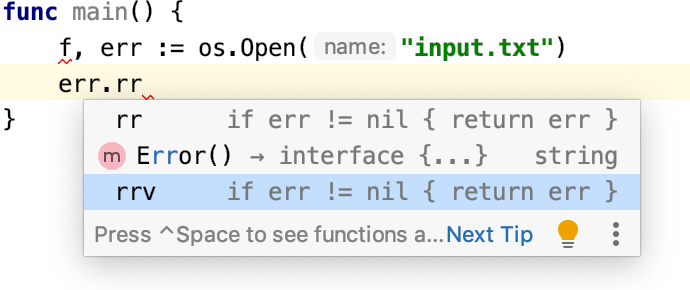 func main() {
f, err := os.Open( name: "input.txt")
err.rr
}
rr if err != nil { return err }
m Error() → interface {...} string
rrv if err != nil { return err }
Press ^Space to see functions a... Next Tip